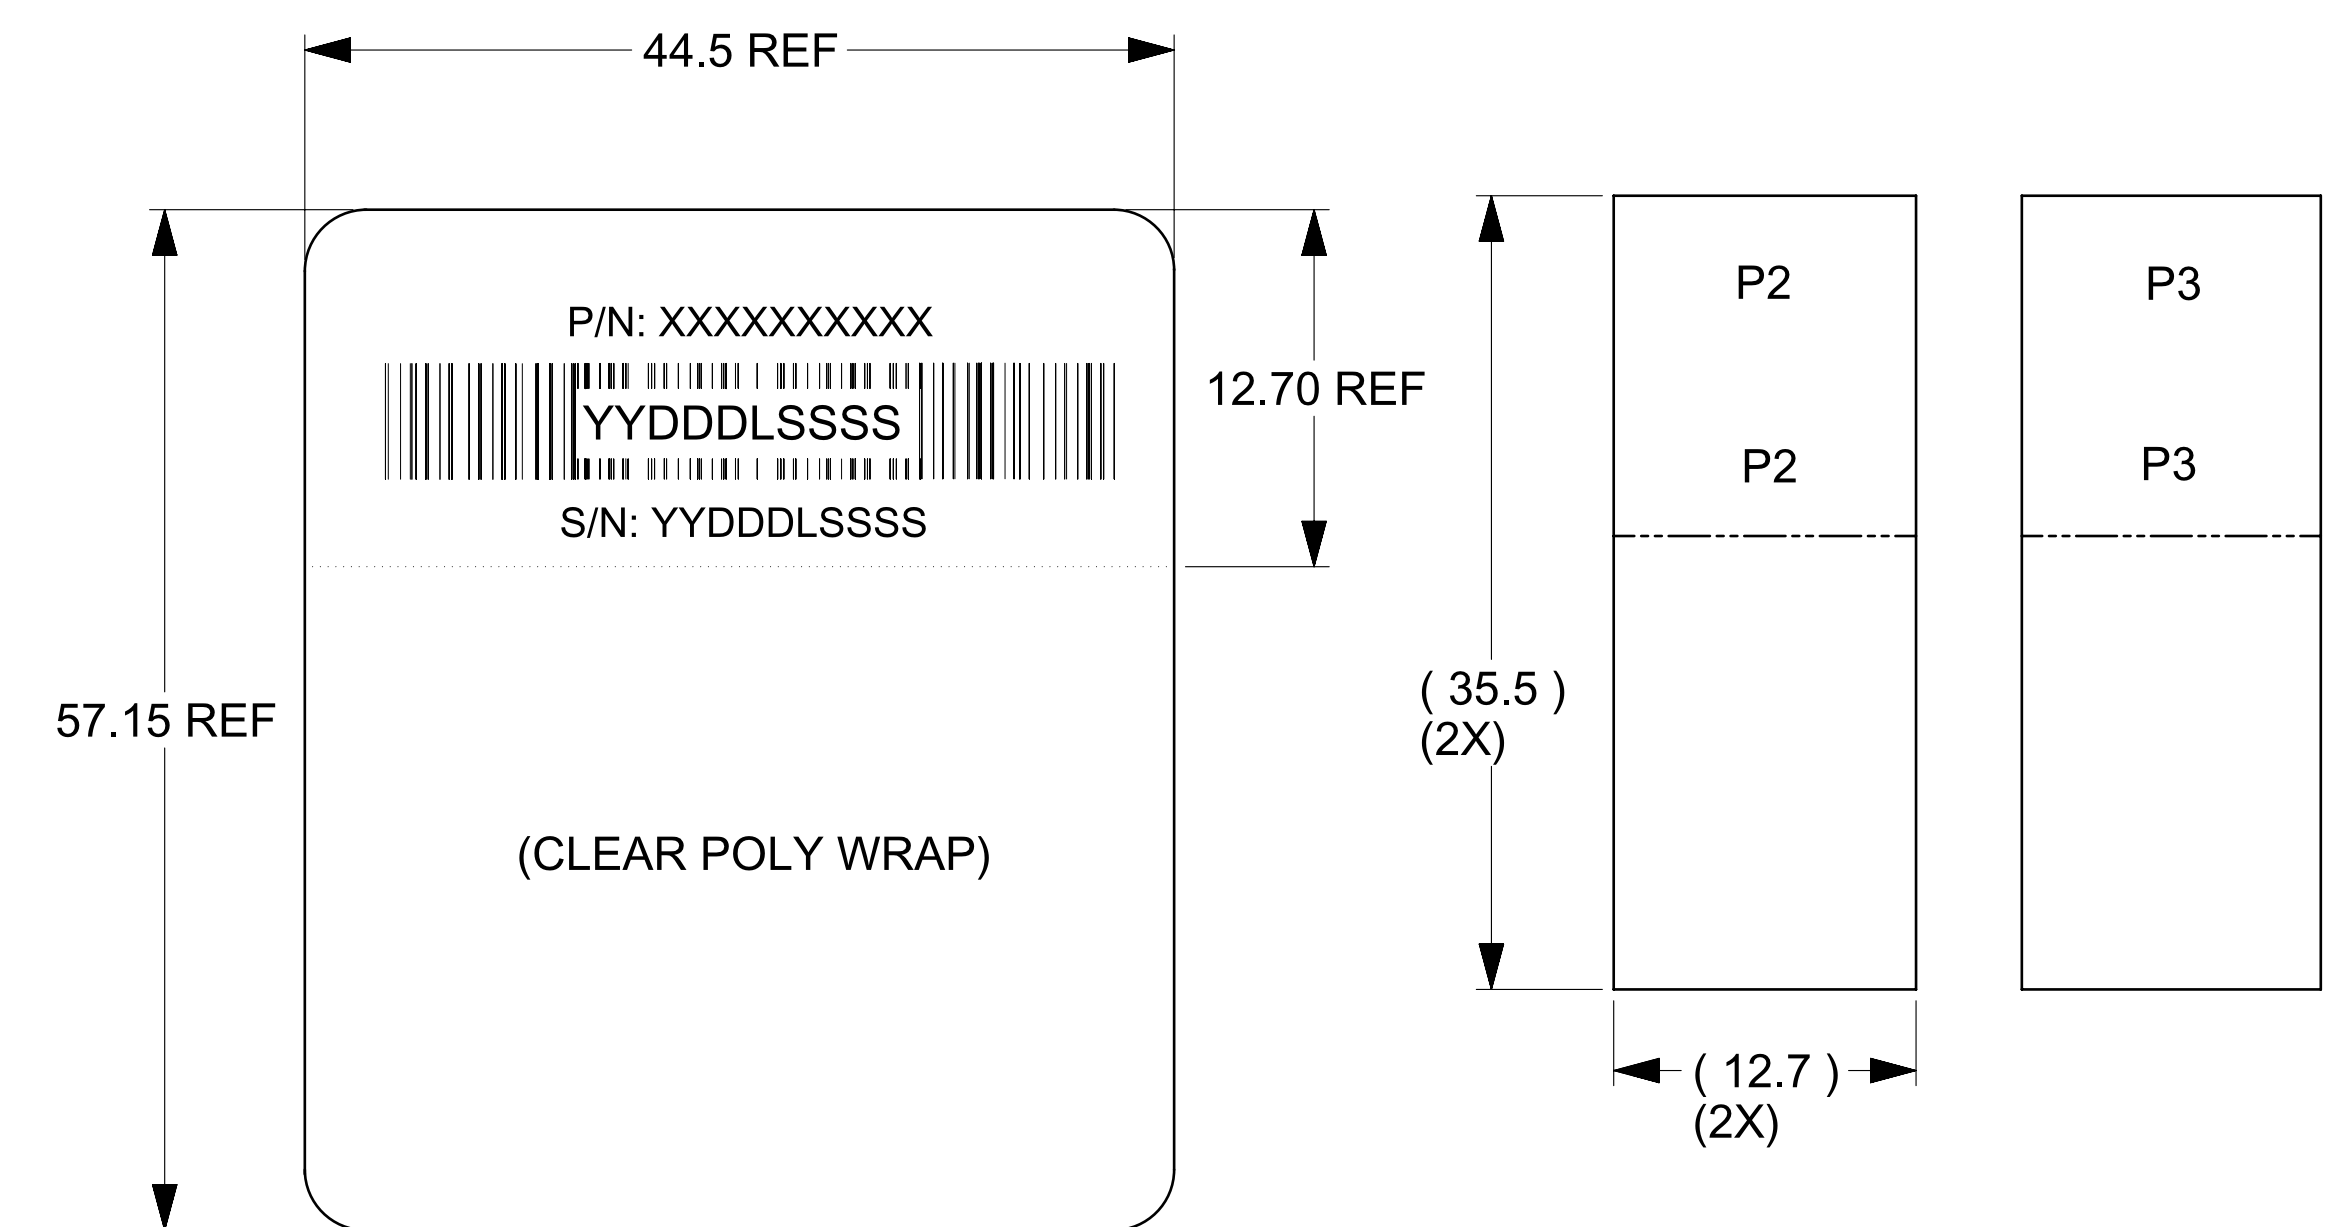 44.5 REF
P/N: XXXXXXXXXX
YYDDDLSSSS
S/N: YYDDDLSSSS
12.70 REF
57.15 REF
(CLEAR POLY WRAP)
P2
P3
P2
P3
( 35.5 )
(2X)
( 12.7 )
(2X)